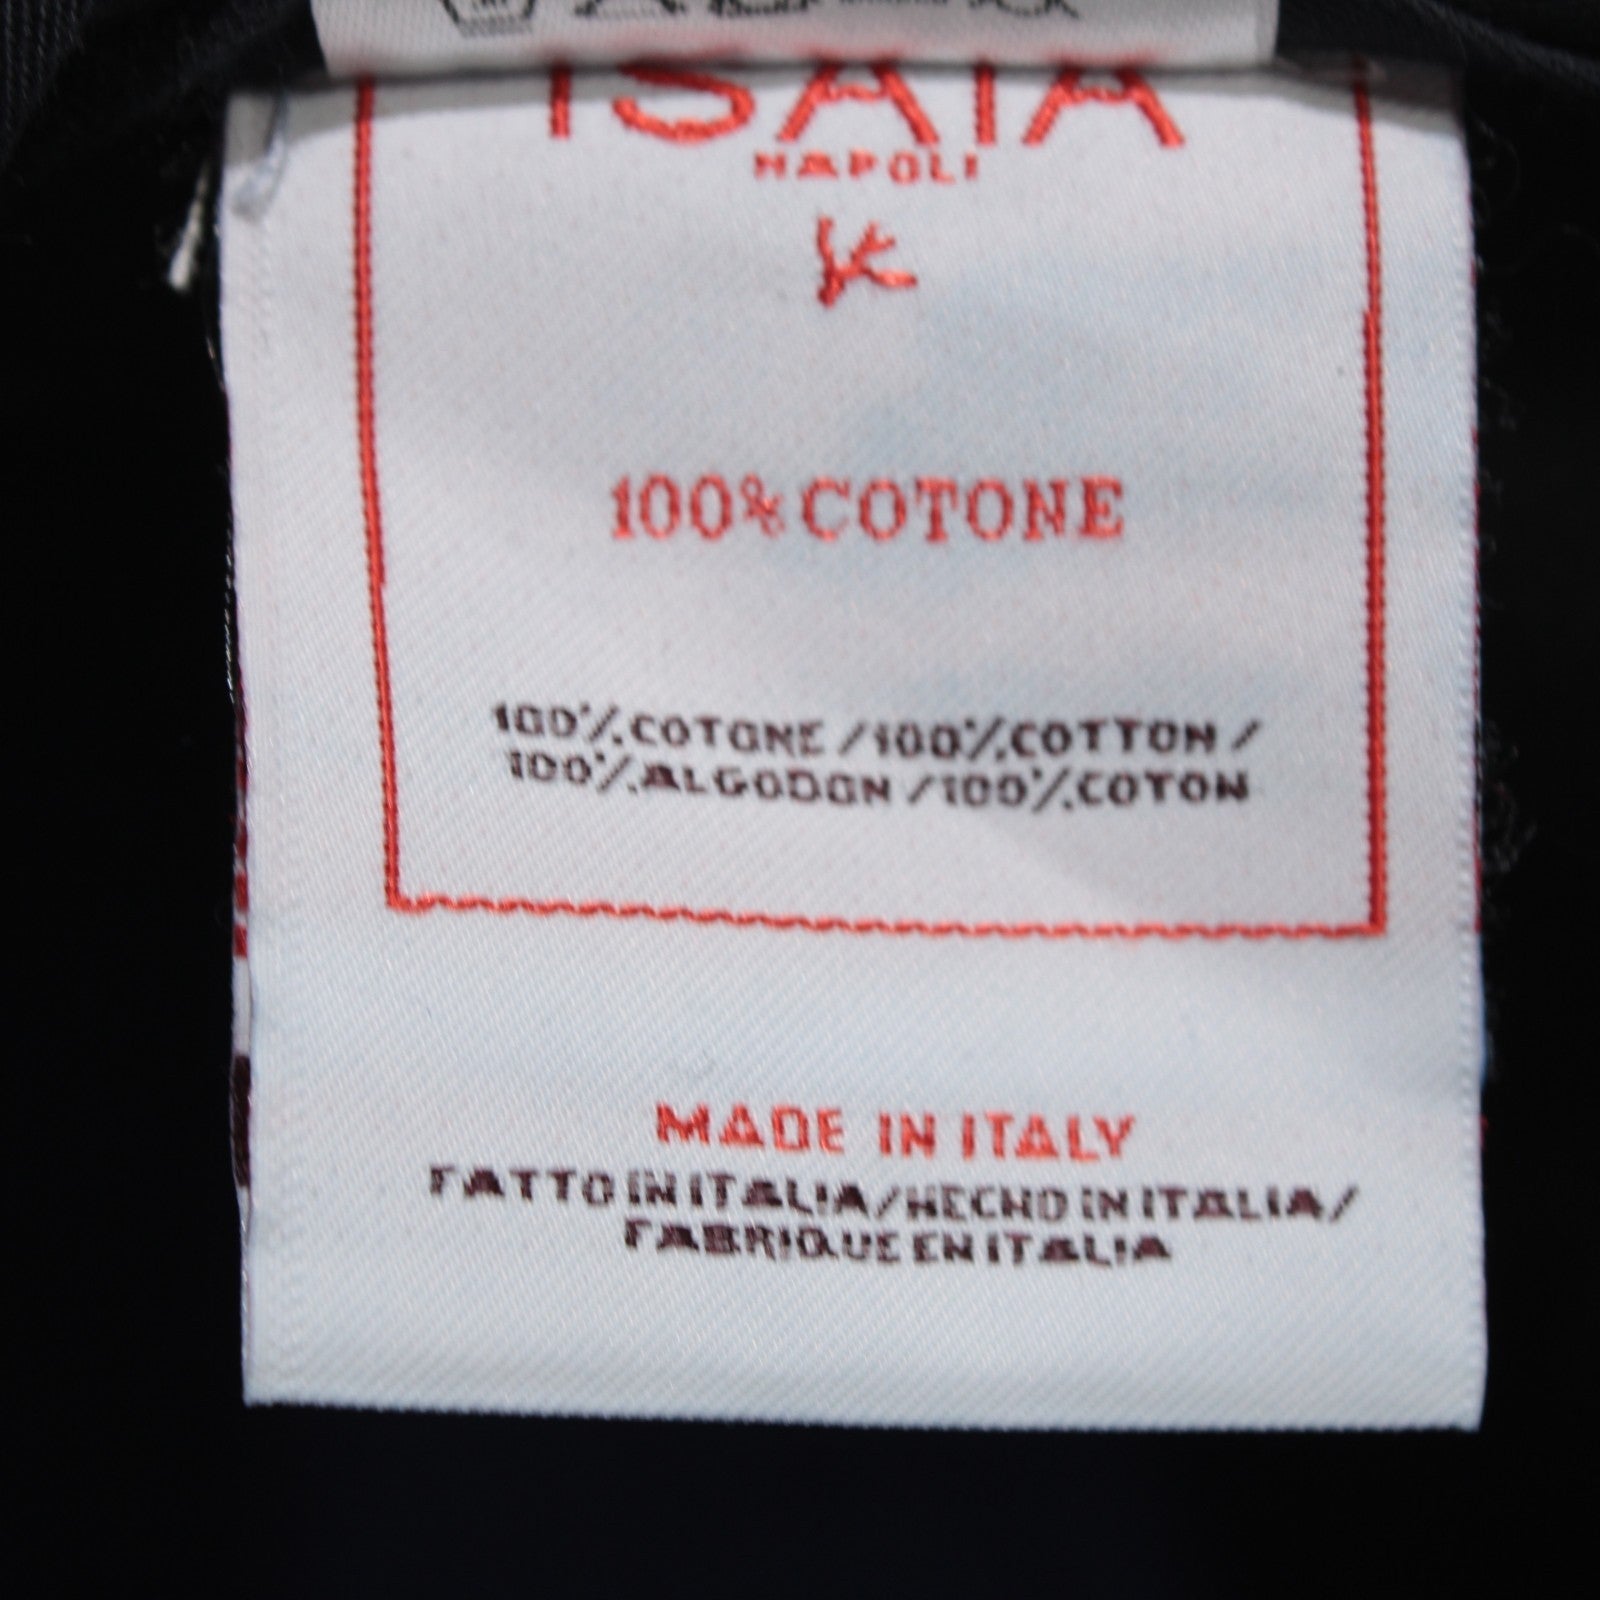 ISAIA
NAPOLI
100% COTONE
100% COTONE / 100% COTTON /
100% ALGODON / 100% COTON
MADE IN ITALY
FATTO IN ITALIA / HECHO IN ITALIA /
FABRIQUE EN ITALIA